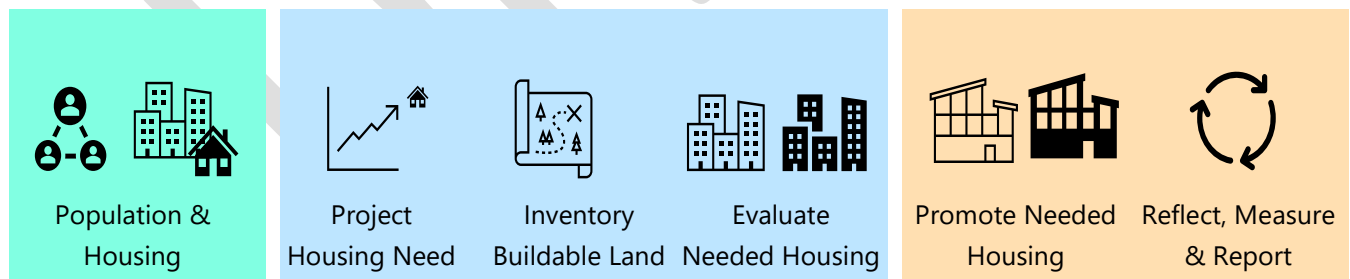 Population &
Housing
Project
Housing Need
Inventory
Buildable Land
Evaluate
Needed Housing
Promote Needed
Housing
Reflect, Measure
& Report